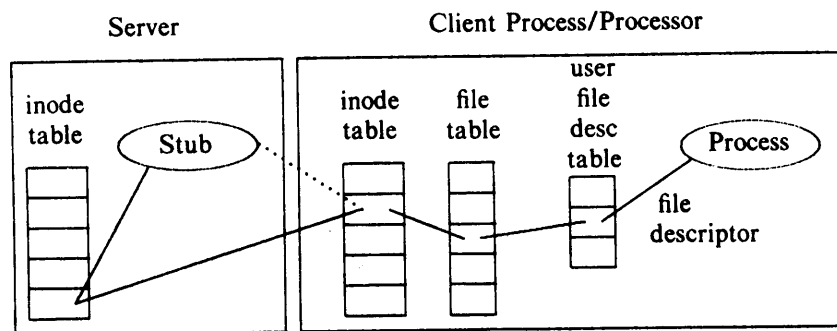 Server
Client Process/Processor
inode
table
Stub
inode
table
file
table
user
file
desc
table
Process
file
descriptor